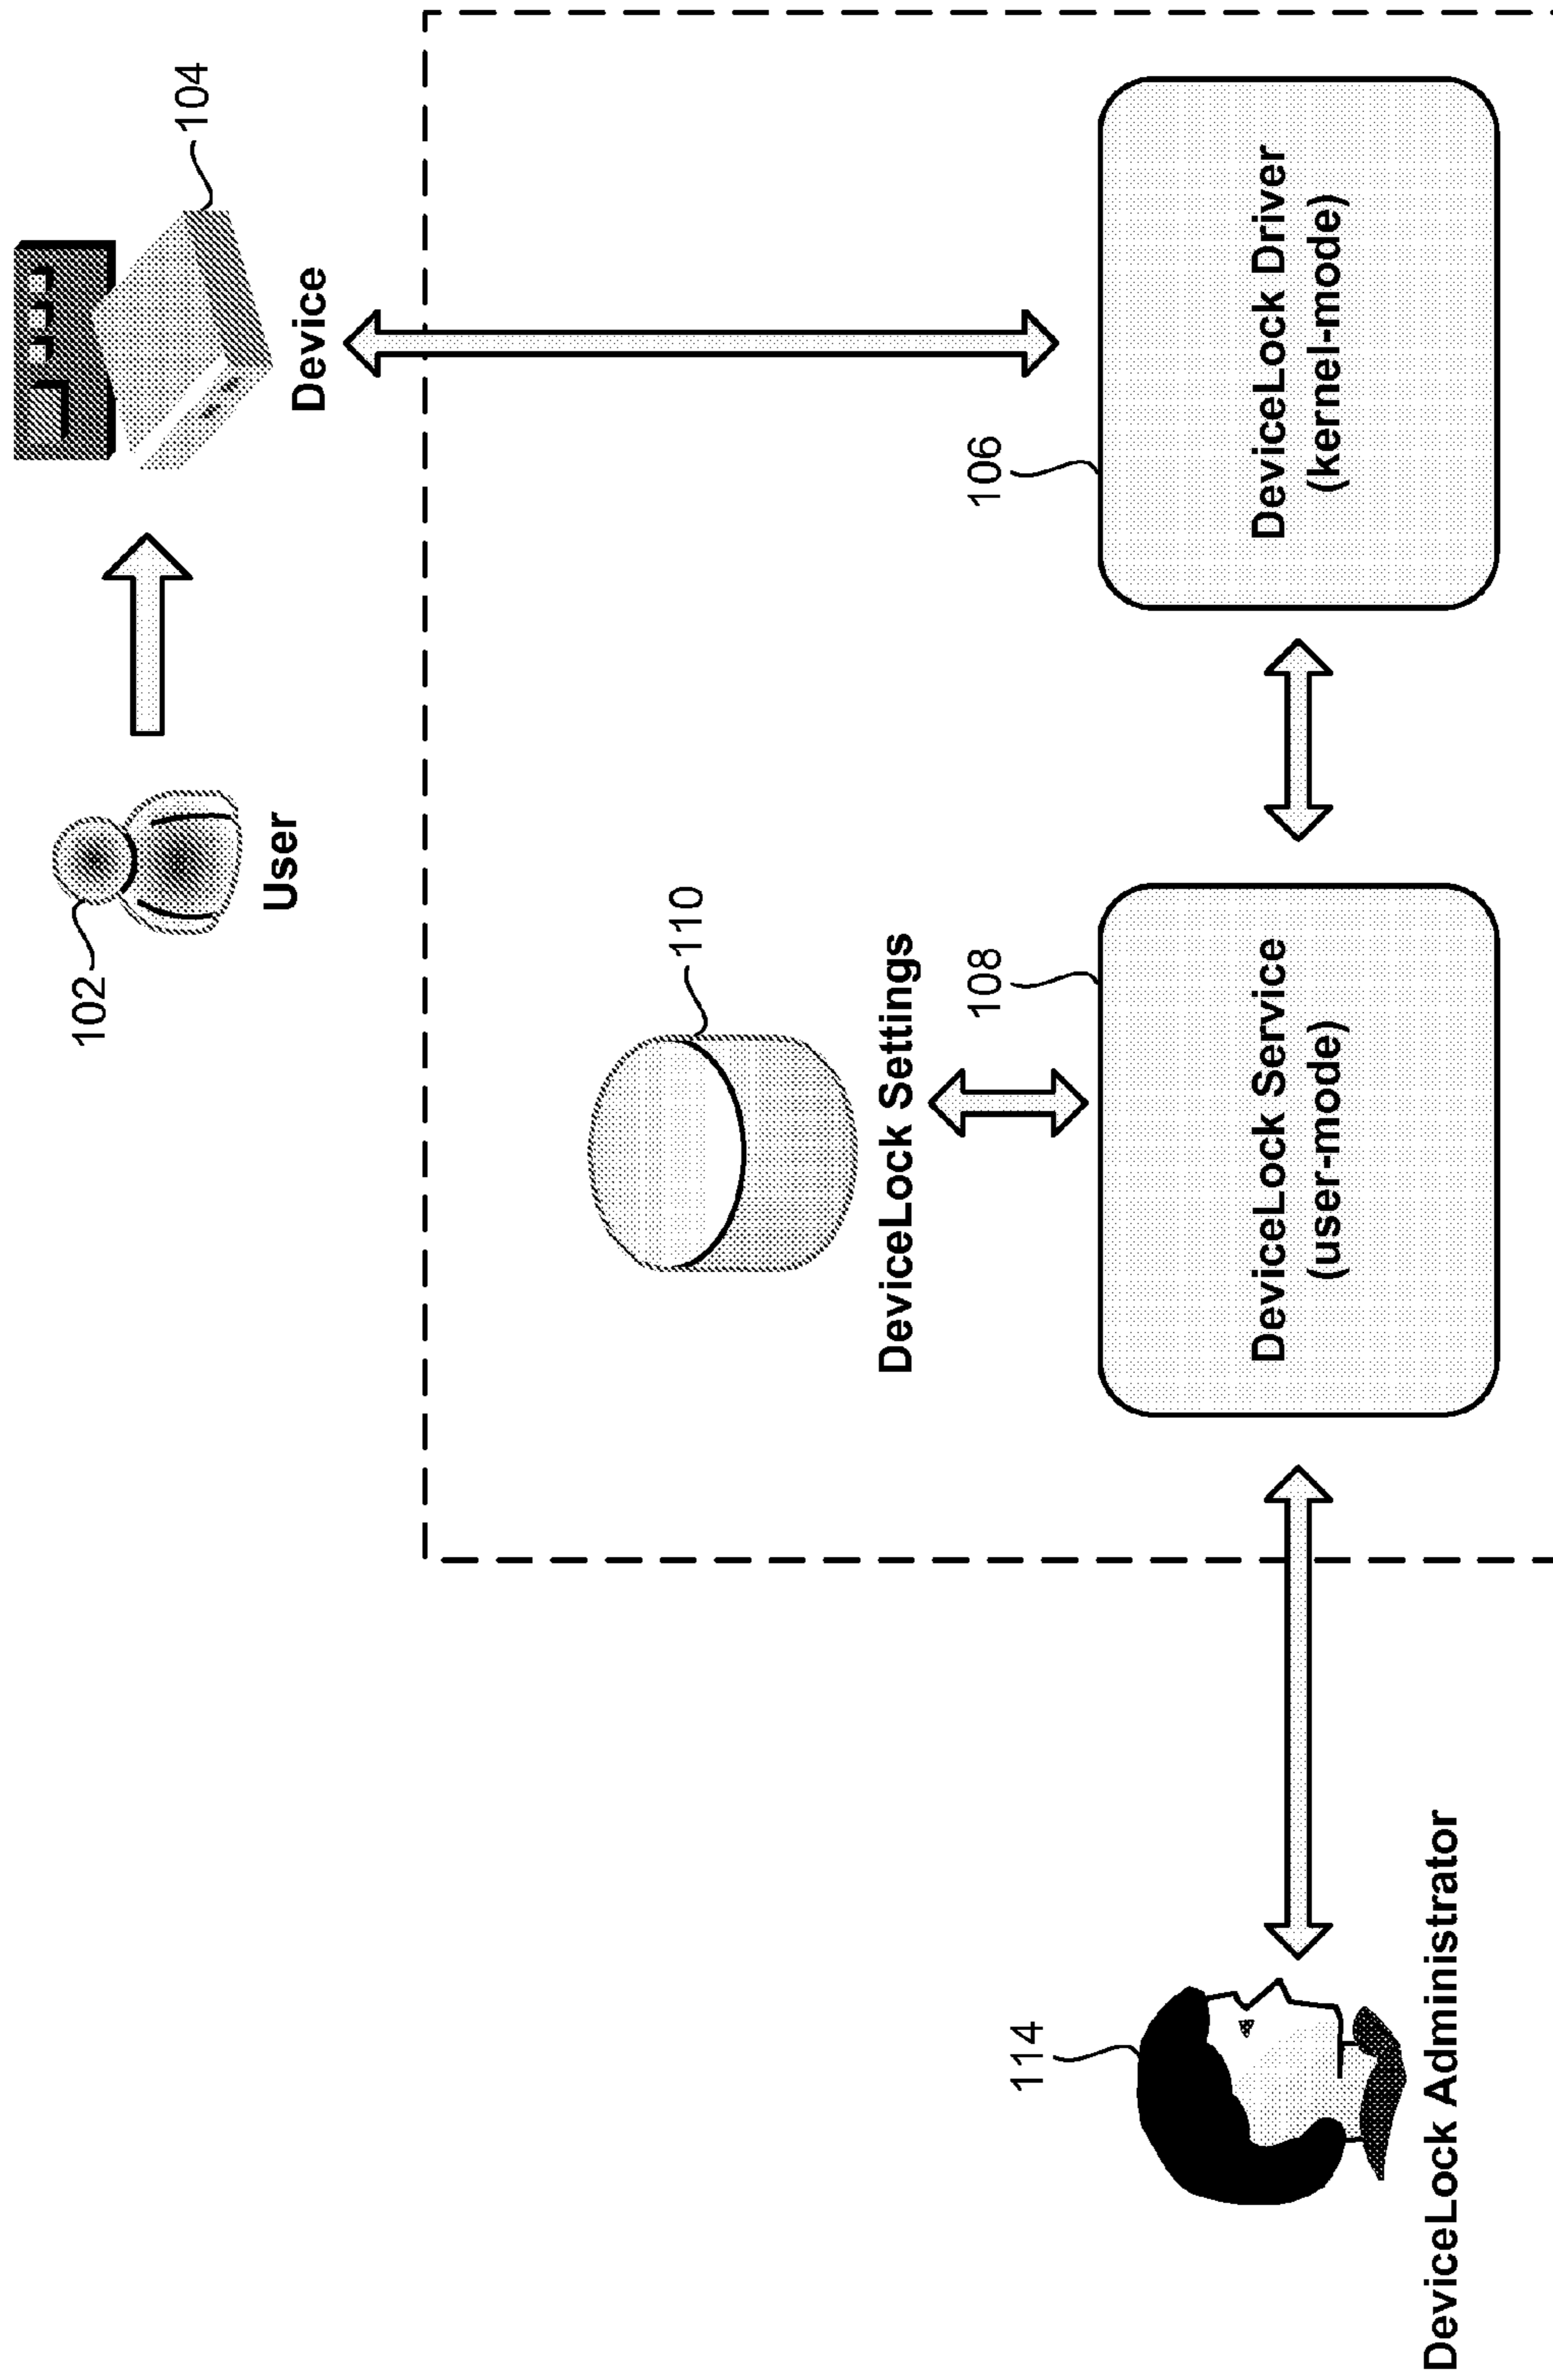 104
Device
User
102
106
DeviceLock Driver
(kernel-mode)
110
DeviceLock Settings
108
DeviceLock Service
(user-mode)
114
DeviceLock Administrator